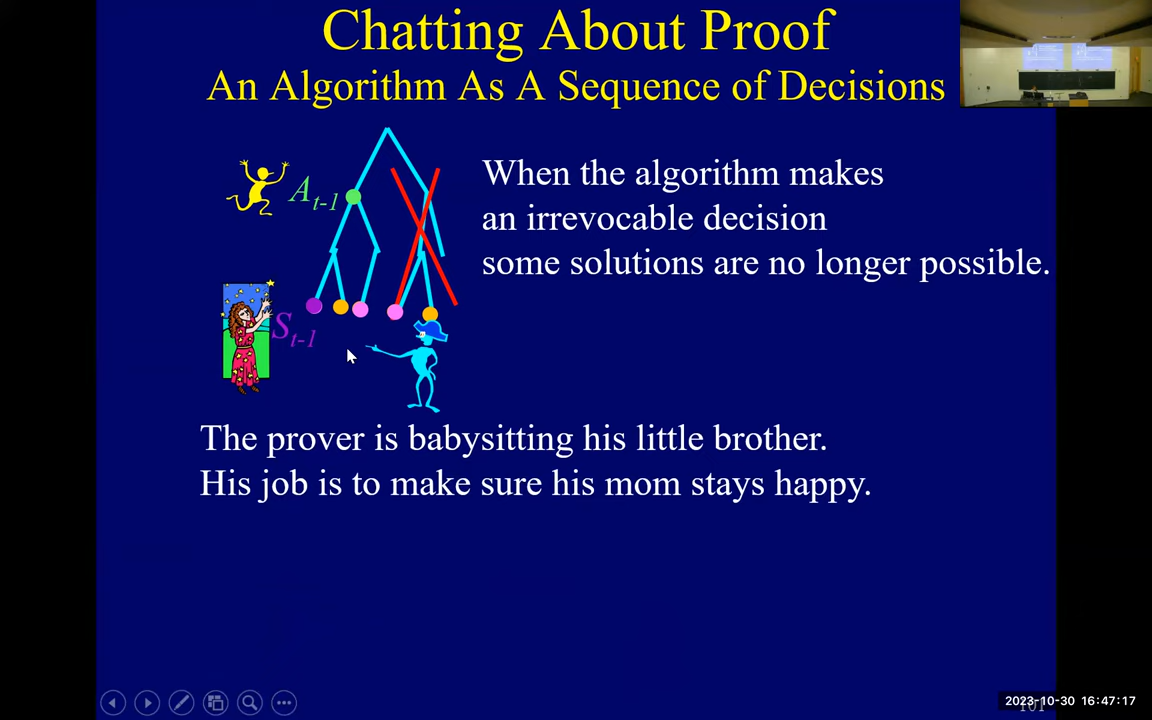 Chatting About Proof
An Algorithm As A Sequence of Decisions
A_{t-1}
When the algorithm makes
an irrevocable decision
some solutions are no longer possible.
S_{t-1}
The prover is babysitting his little brother.
His job is to make sure his mom stays happy.
2023-10-30 16:47:17